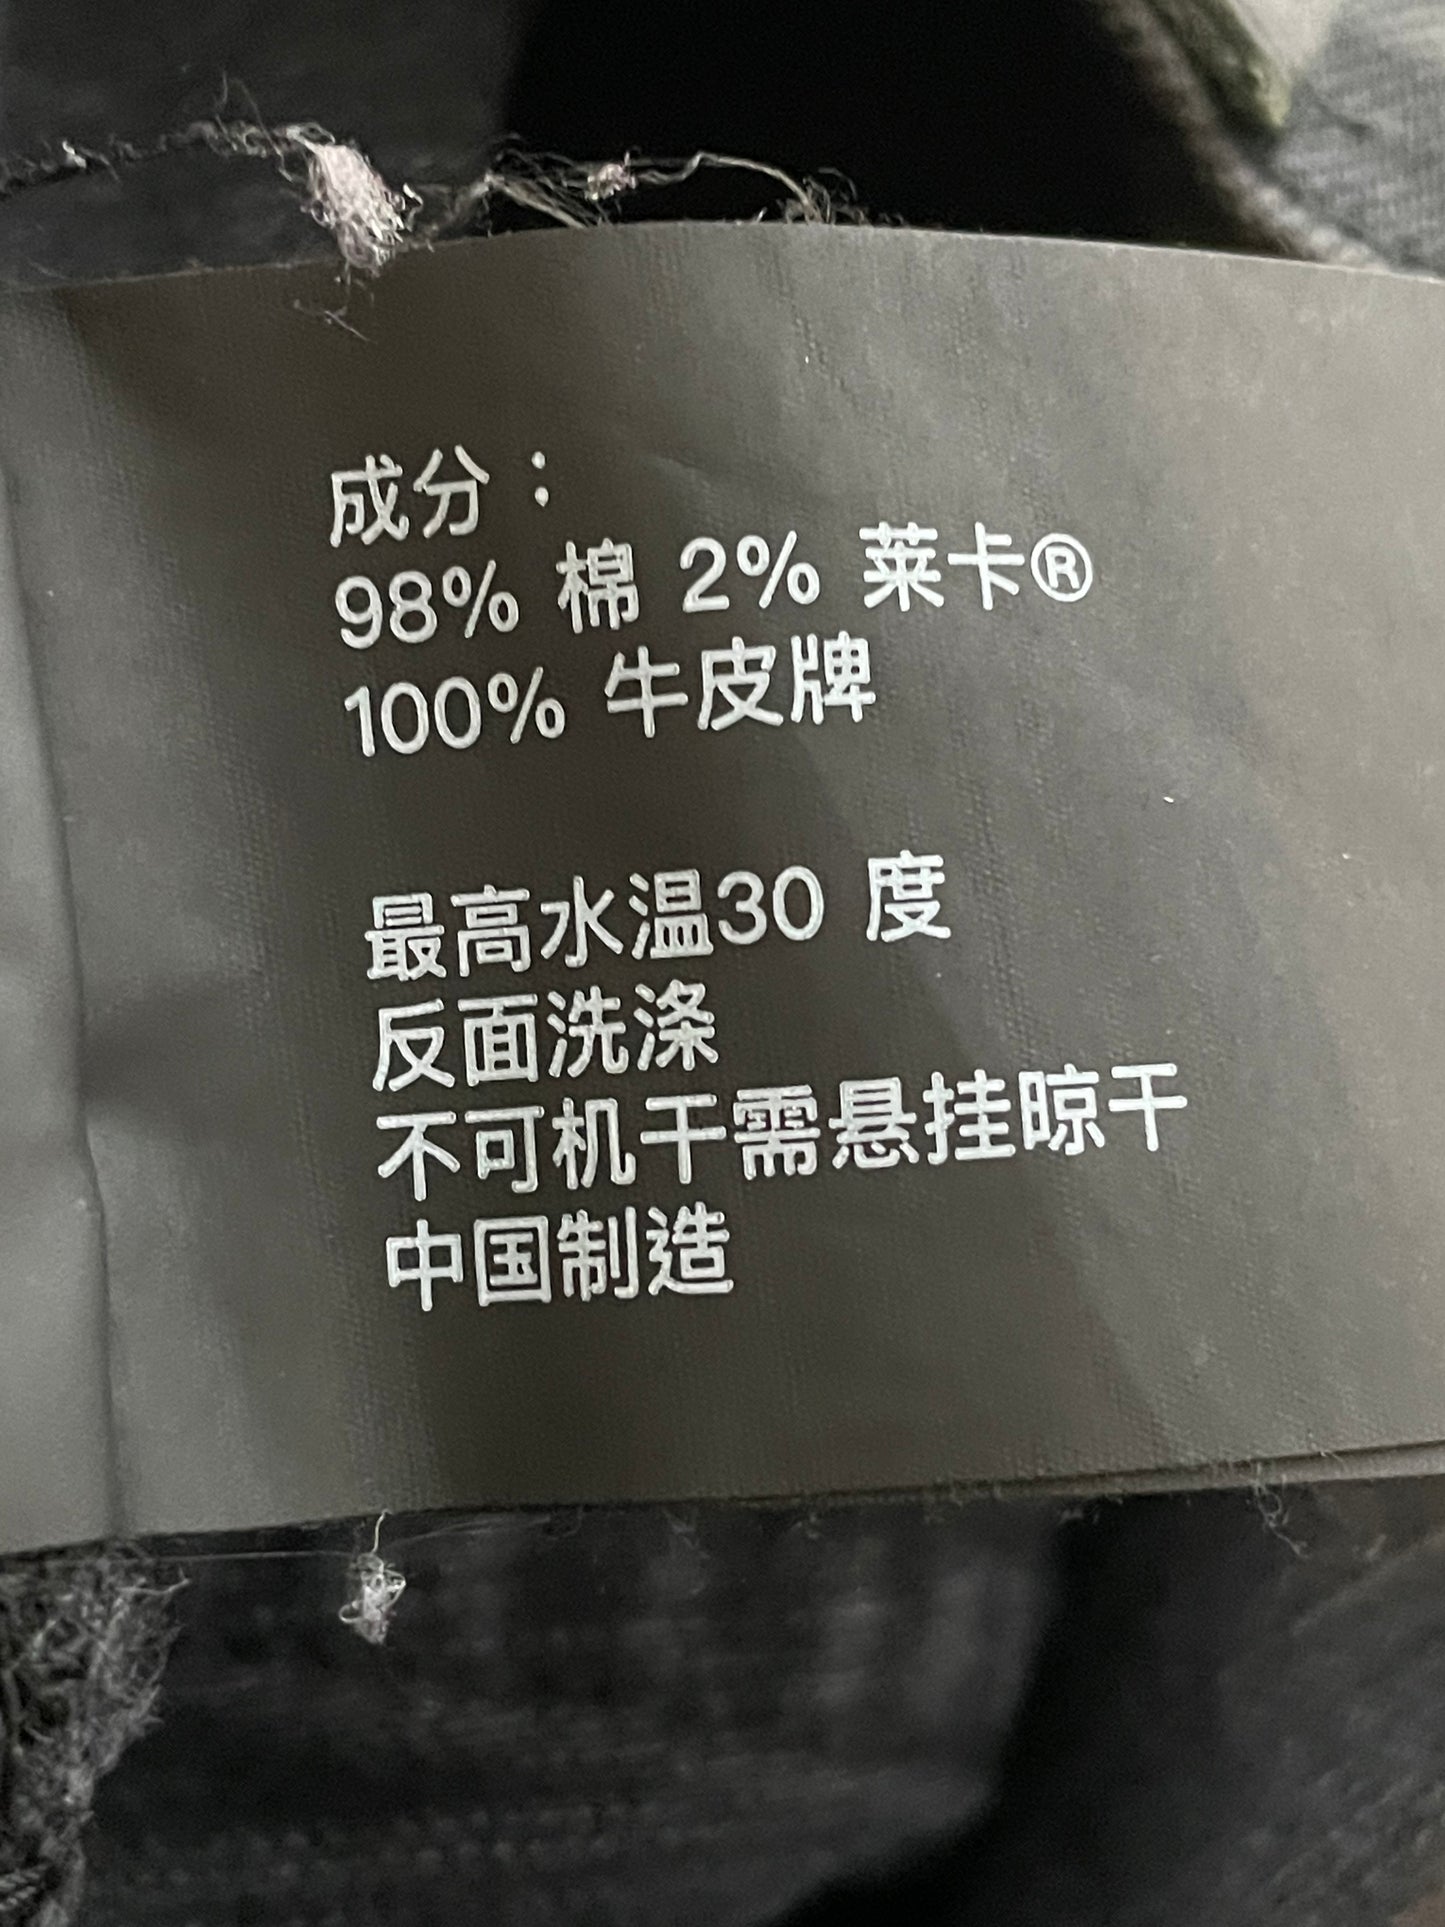 成分：
98% 棉 2% 莱卡®
100% 牛皮牌
最高水温30 度
反面洗涤
不可机干需悬挂晾干
中国制造